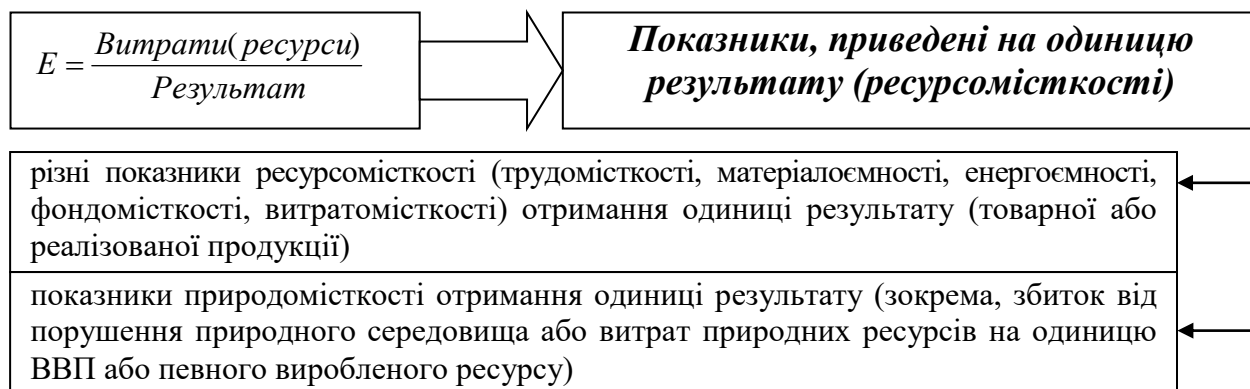 E = Витрати(ресурси) / Результат
Показники, приведені на одиницю
результату (ресурсомісткості)
різні показники ресурсомісткості (трудомісткості, матеріалоємності, енергоємності,
фондомісткості, витратомісткості) отримання одиниці результату (товарної або
реалізованої продукції)
показники природомісткості отримання одиниці результату (зокрема, збиток від
порушення природного середовища або витрат природних ресурсів на одиницю
ВВП або певного виробленого ресурсу)